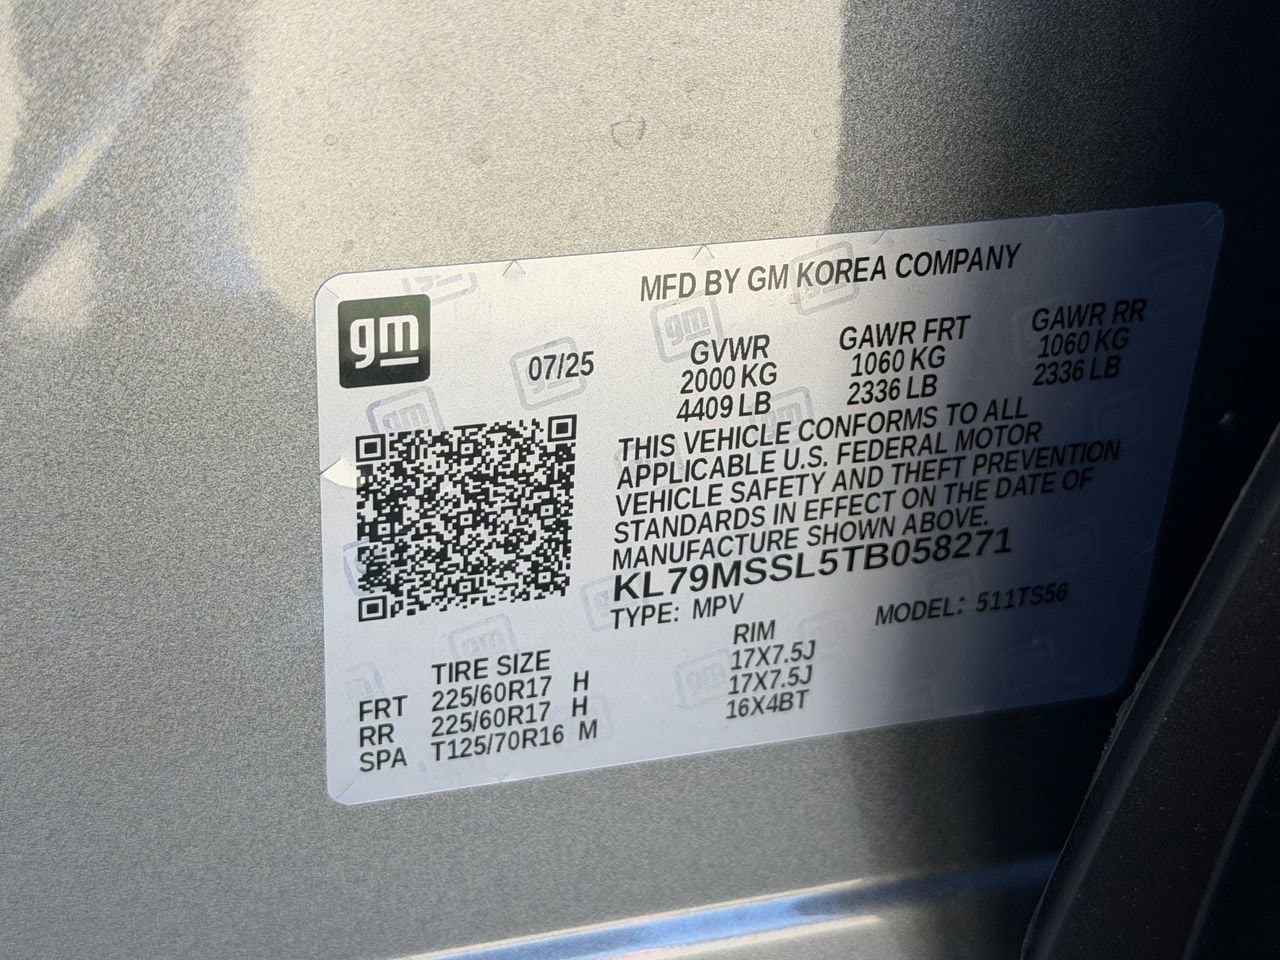 gm
MFD BY GM KOREA COMPANY
07/25
GVWR GAWR FRT GAWR RR
2000 KG 1060 KG 1060 KG
4409 LB 2336 LB 2336 LB
THIS VEHICLE CONFORMS TO ALL
APPLICABLE U.S. FEDERAL MOTOR
VEHICLE SAFETY AND THEFT PREVENTION
STANDARDS IN EFFECT ON THE DATE OF
MANUFACTURE SHOWN ABOVE.
KL79MSSL5TB058271
TYPE: MPV MODEL: 511TS56
TIRE SIZE RIM
FRT 225/60R17 H 17X7.5J
RR 225/60R17 H 17X7.5J
SPA T125/70R16 M 16X4BT